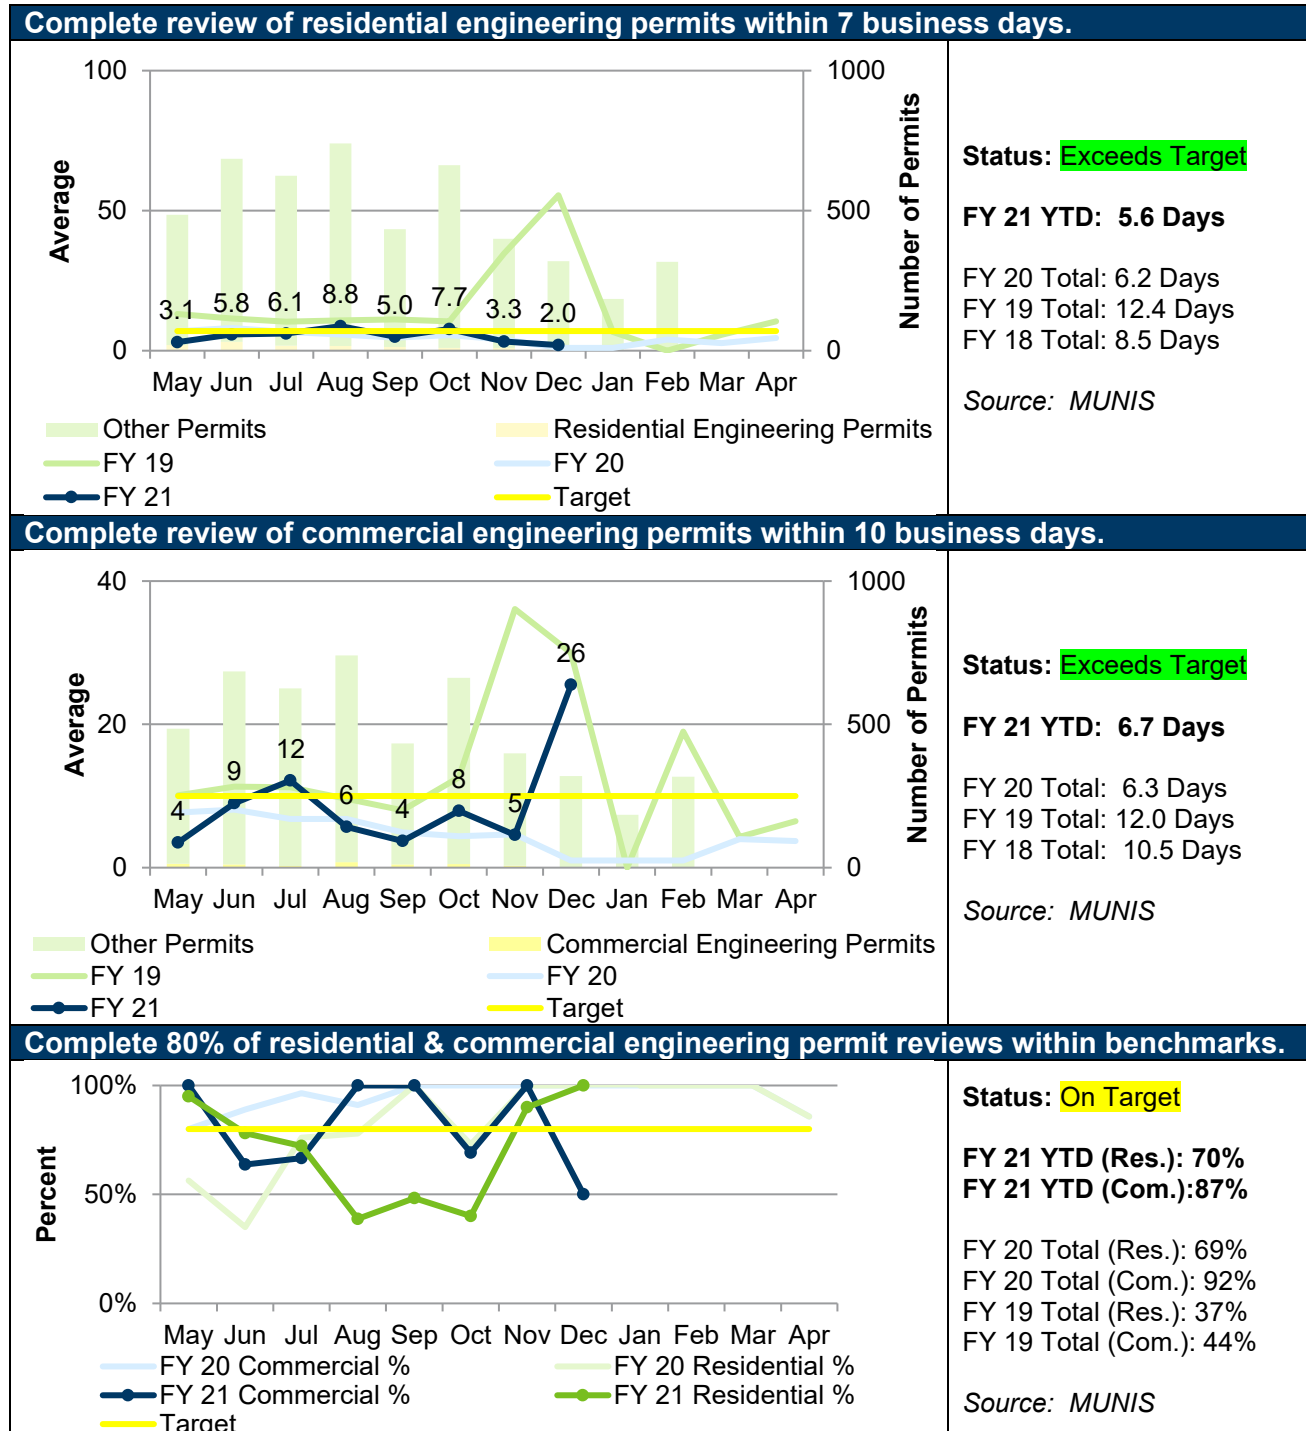 Complete review of residential engineering permits within 7 business days.
100
50
0
Average
1000
500
0
Number of Permits
3.1 5.8 6.1 8.8 5.0 7.7 3.3 2.0
May Jun Jul Aug Sep Oct Nov Dec Jan Feb Mar Apr
Other Permits Residential Engineering Permits
FY 19 FY 20
FY 21 Target
Status: Exceeds Target
FY 21 YTD: 5.6 Days
FY 20 Total: 6.2 Days
FY 19 Total: 12.4 Days
FY 18 Total: 8.5 Days
Source: MUNIS
Complete review of commercial engineering permits within 10 business days.
40
20
0
Average
1000
500
0
Number of Permits
4 9 12 6 4 8 5 26
May Jun Jul Aug Sep Oct Nov Dec Jan Feb Mar Apr
Other Permits Commercial Engineering Permits
FY 19 FY 20
FY 21 Target
Status: Exceeds Target
FY 21 YTD: 6.7 Days
FY 20 Total: 6.3 Days
FY 19 Total: 12.0 Days
FY 18 Total: 10.5 Days
Source: MUNIS
Complete 80% of residential & commercial engineering permit reviews within benchmarks.
100%
50%
0%
Percent
May Jun Jul Aug Sep Oct Nov Dec Jan Feb Mar Apr
FY 20 Commercial % FY 20 Residential %
FY 21 Commercial % FY 21 Residential %
Target
Status: On Target
FY 21 YTD (Res.): 70%
FY 21 YTD (Com.):87%
FY 20 Total (Res.): 69%
FY 20 Total (Com.): 92%
FY 19 Total (Res.): 37%
FY 19 Total (Com.): 44%
Source: MUNIS